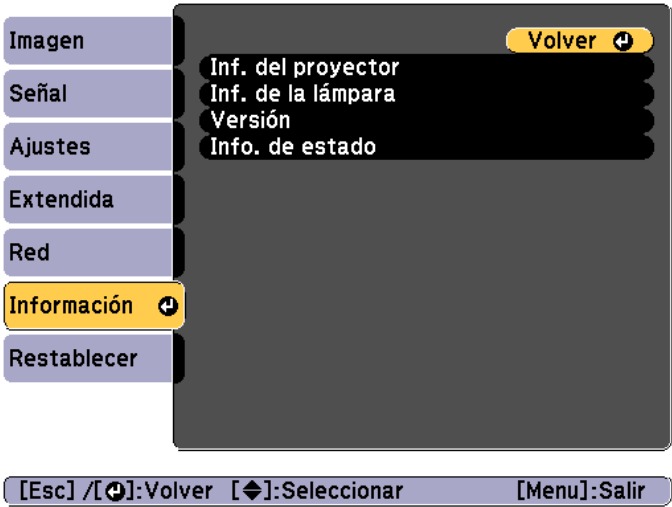 Imagen
Señal
Ajustes
Extendida
Red
Información
Restablecer
Volver
Inf. del proyector
Inf. de la lámpara
Versión
Info. de estado
[Esc] /[ ]:Volver [ ]:Seleccionar [Menu]:Salir